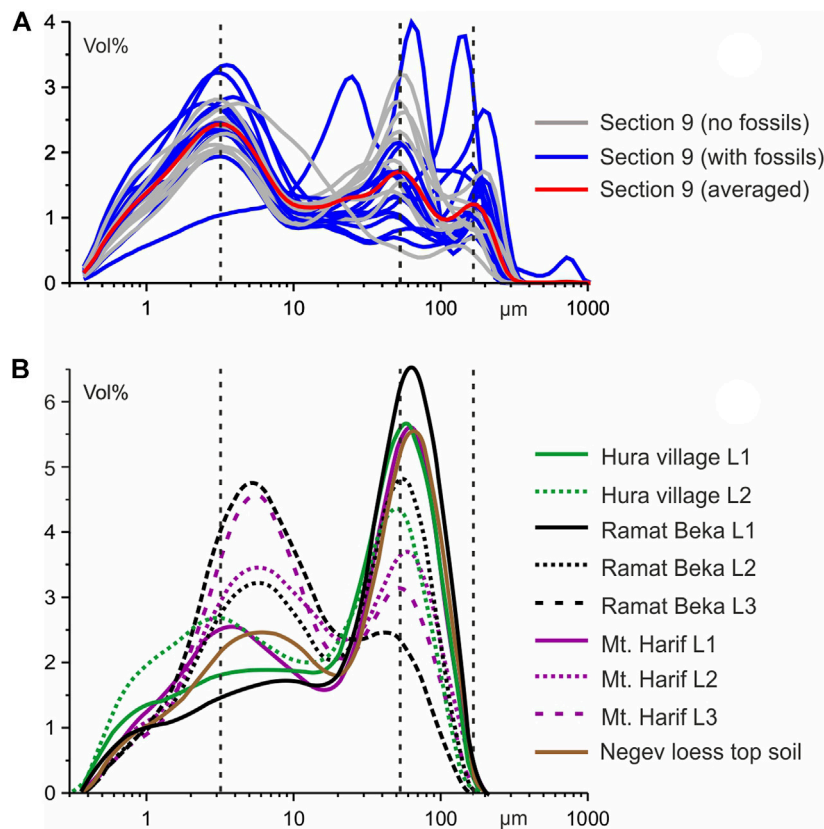 A
Vol%
4
3
2
1
0
1
10
100
µm
1000
Section 9 (no fossils)
Section 9 (with fossils)
Section 9 (averaged)
B
Vol%
6
5
4
3
2
1
0
1
10
100
µm
1000
Hura village L1
Hura village L2
Ramat Beka L1
Ramat Beka L2
Ramat Beka L3
Mt. Harif L1
Mt. Harif L2
Mt. Harif L3
Negev loess top soil